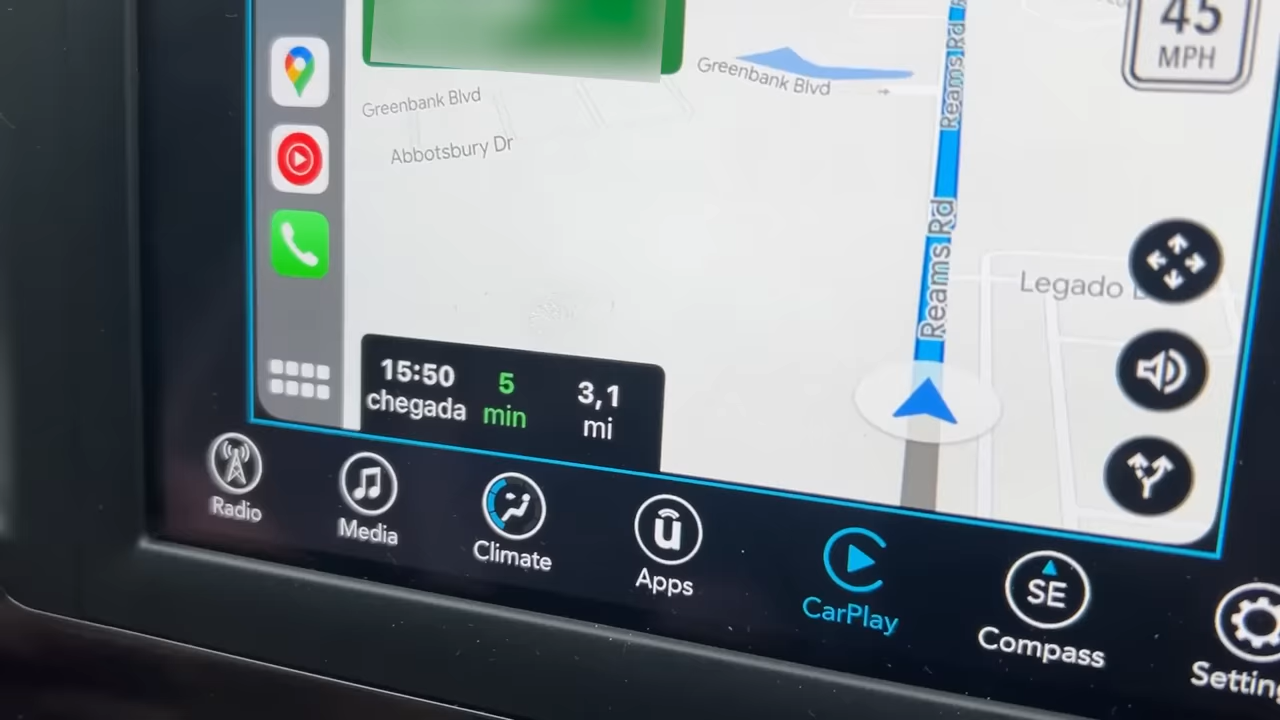 45
MPH
Greenbank Blvd
Reams Rd
Greenbank Blvd
Abbotsbury Dr
Reams Rd
Legado
15:50
chegada
5
min
3,1
mi
Radio
Media
Climate
Apps
CarPlay
SE
Compass